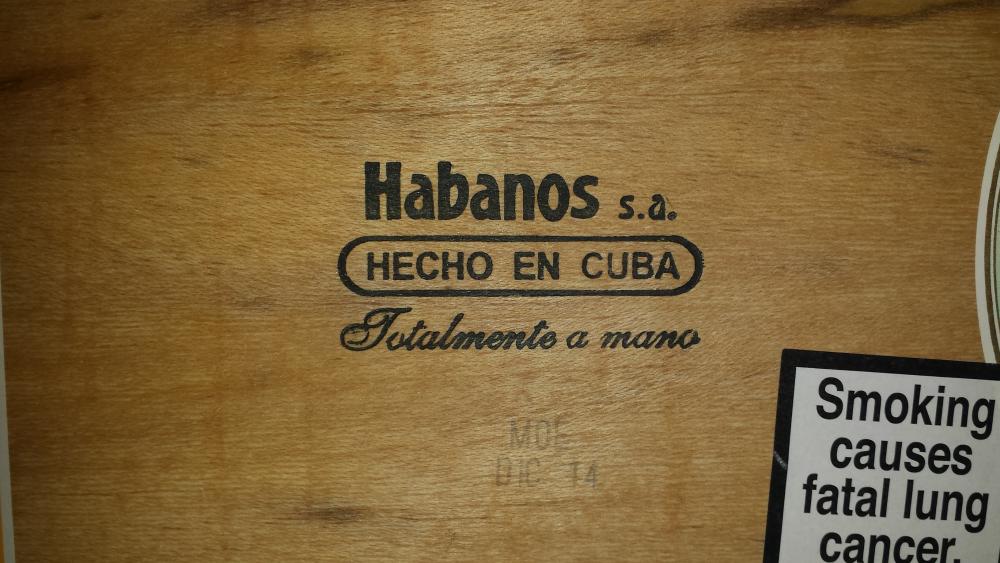 Habanos s.a.
HECHO EN CUBA
Totalmente a mano
MOE
DIC 14
Smoking
causes
fatal lung
cancer.